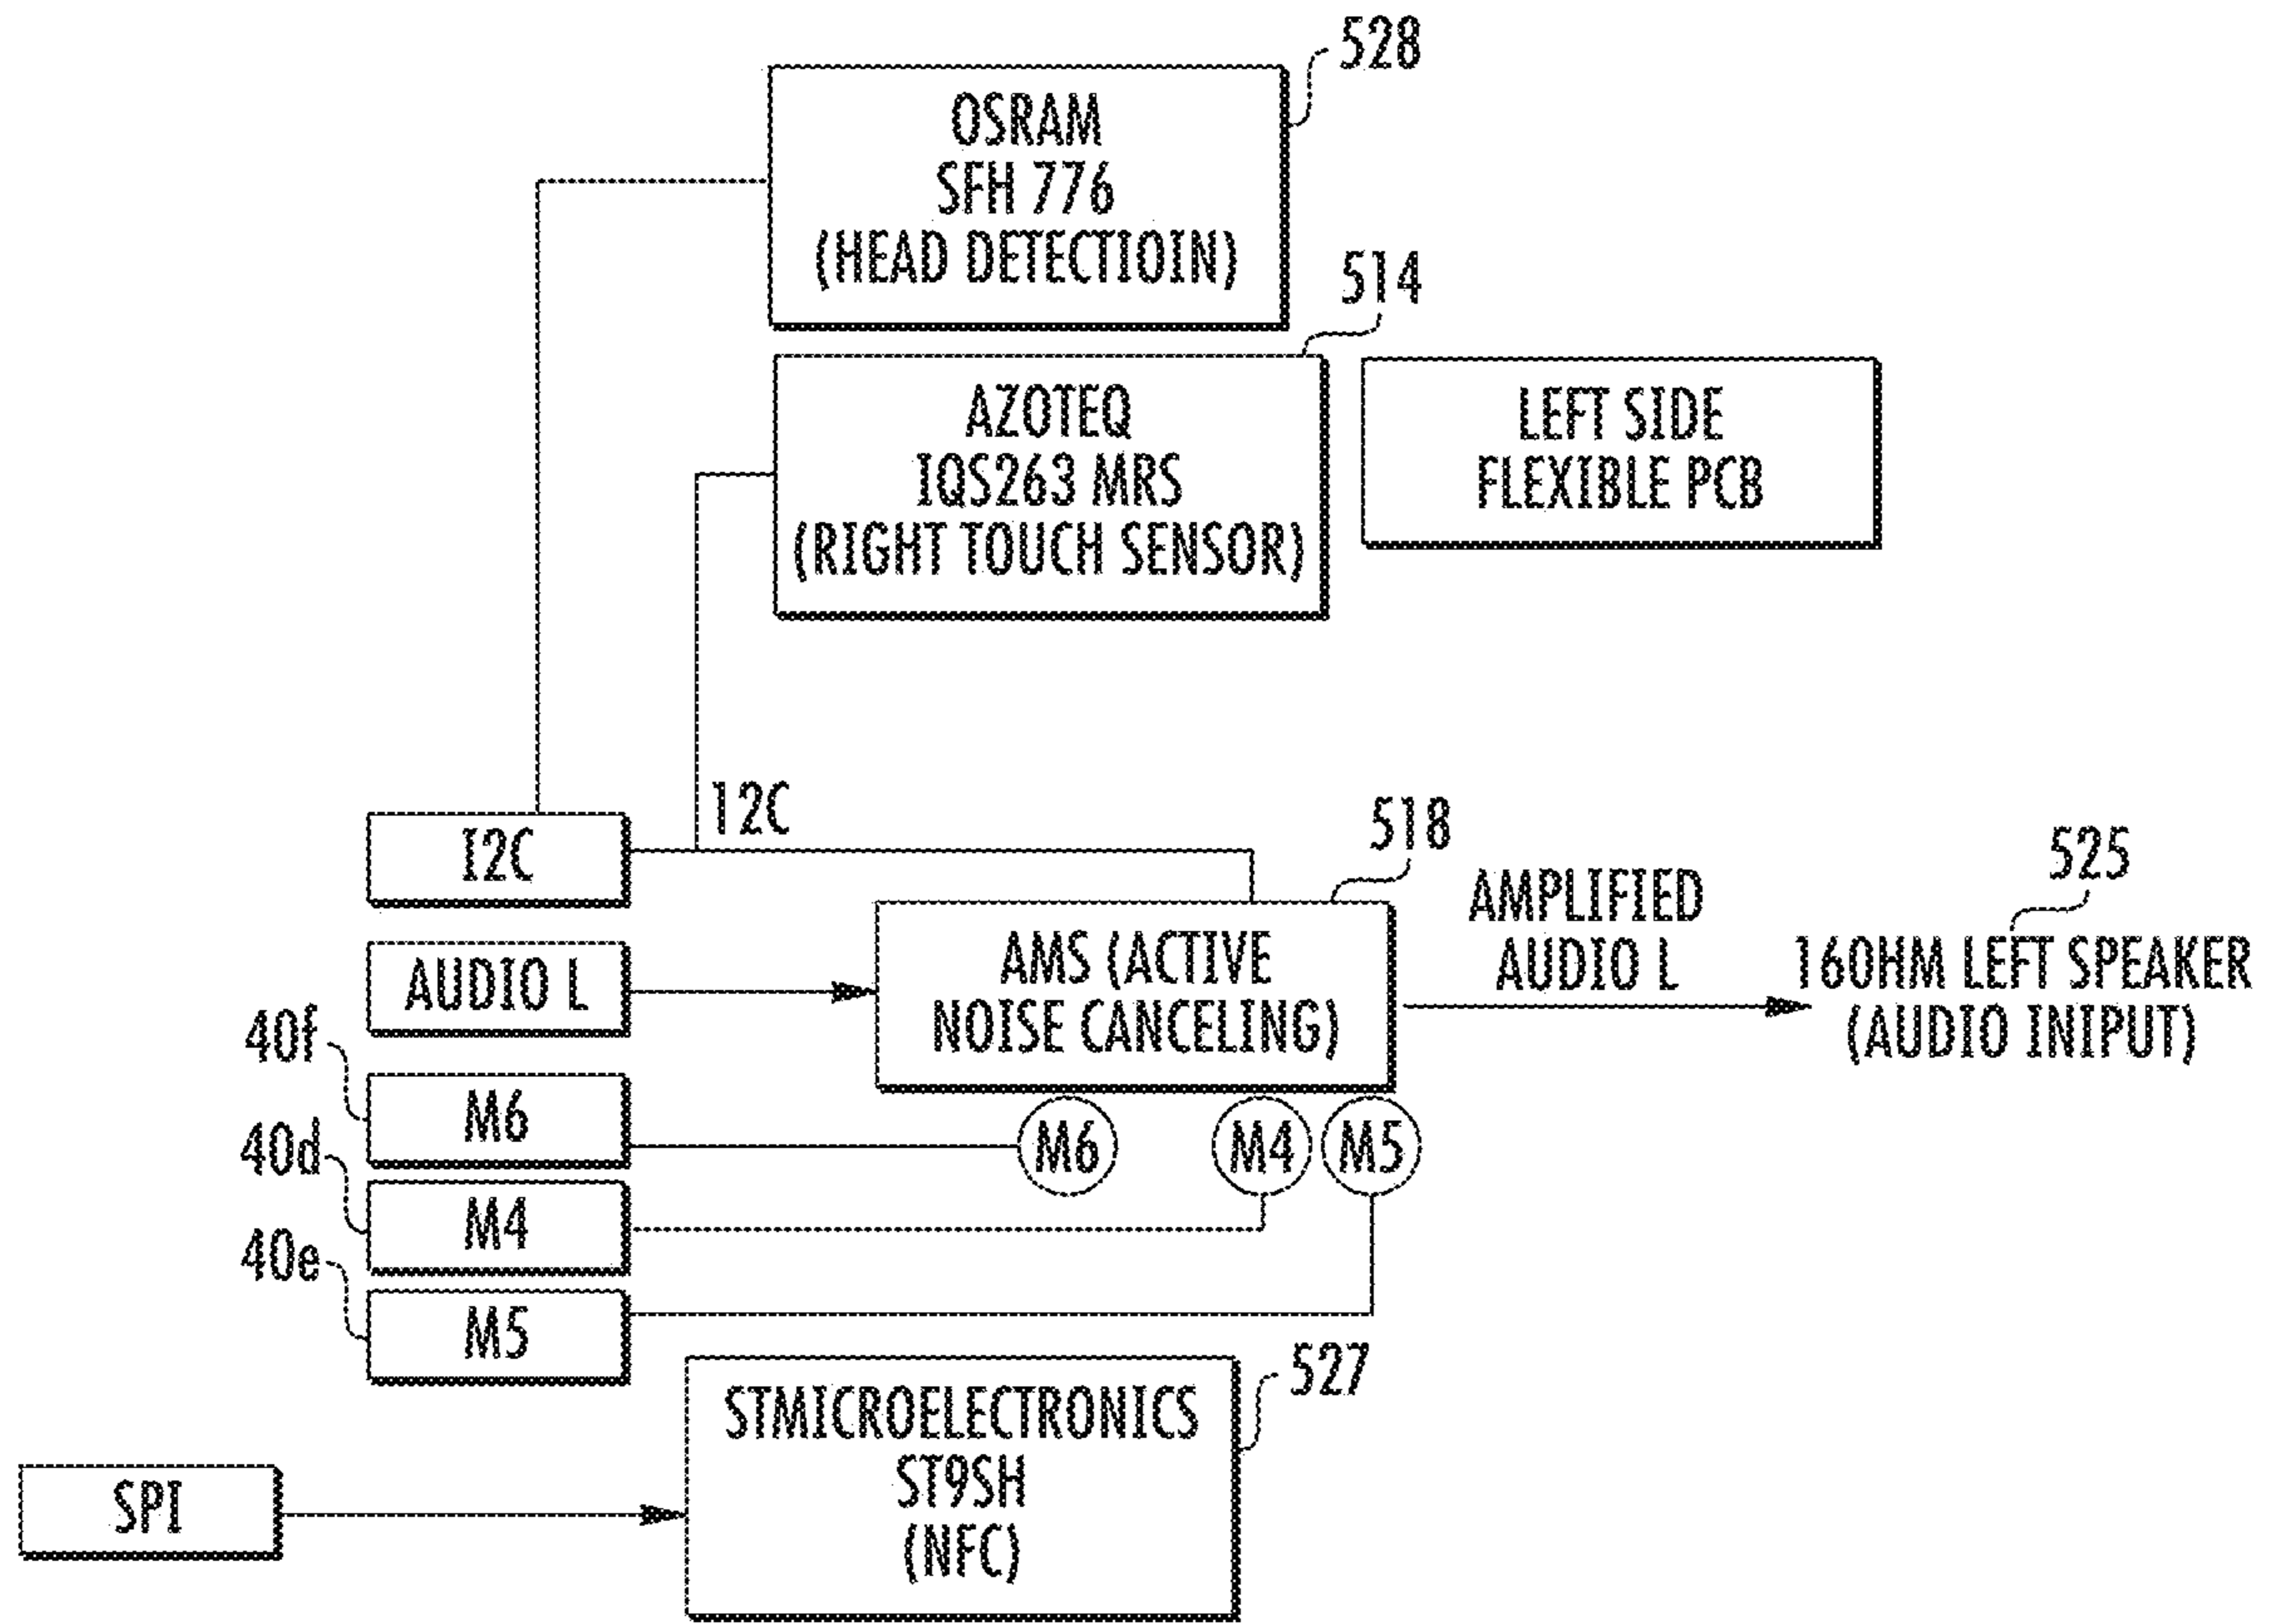 528
OSRAM
SFH 776
(HEAD DETECTIOIN)
514
AZOTEQ
IQS263 MRS
(RIGHT TOUCH SENSOR)
LEFT SIDE
FLEXIBLE PCB
I2C
12C
518
AUDIO L
AMS (ACTIVE
NOISE CANCELING)
AMPLIFIED
AUDIO L
525
160HM LEFT SPEAKER
(AUDIO INIPUT)
40f
M6
M6
M4
M5
40d
M4
40e
M5
527
STMICROELECTRONICS
ST9SH
(NFC)
SPI